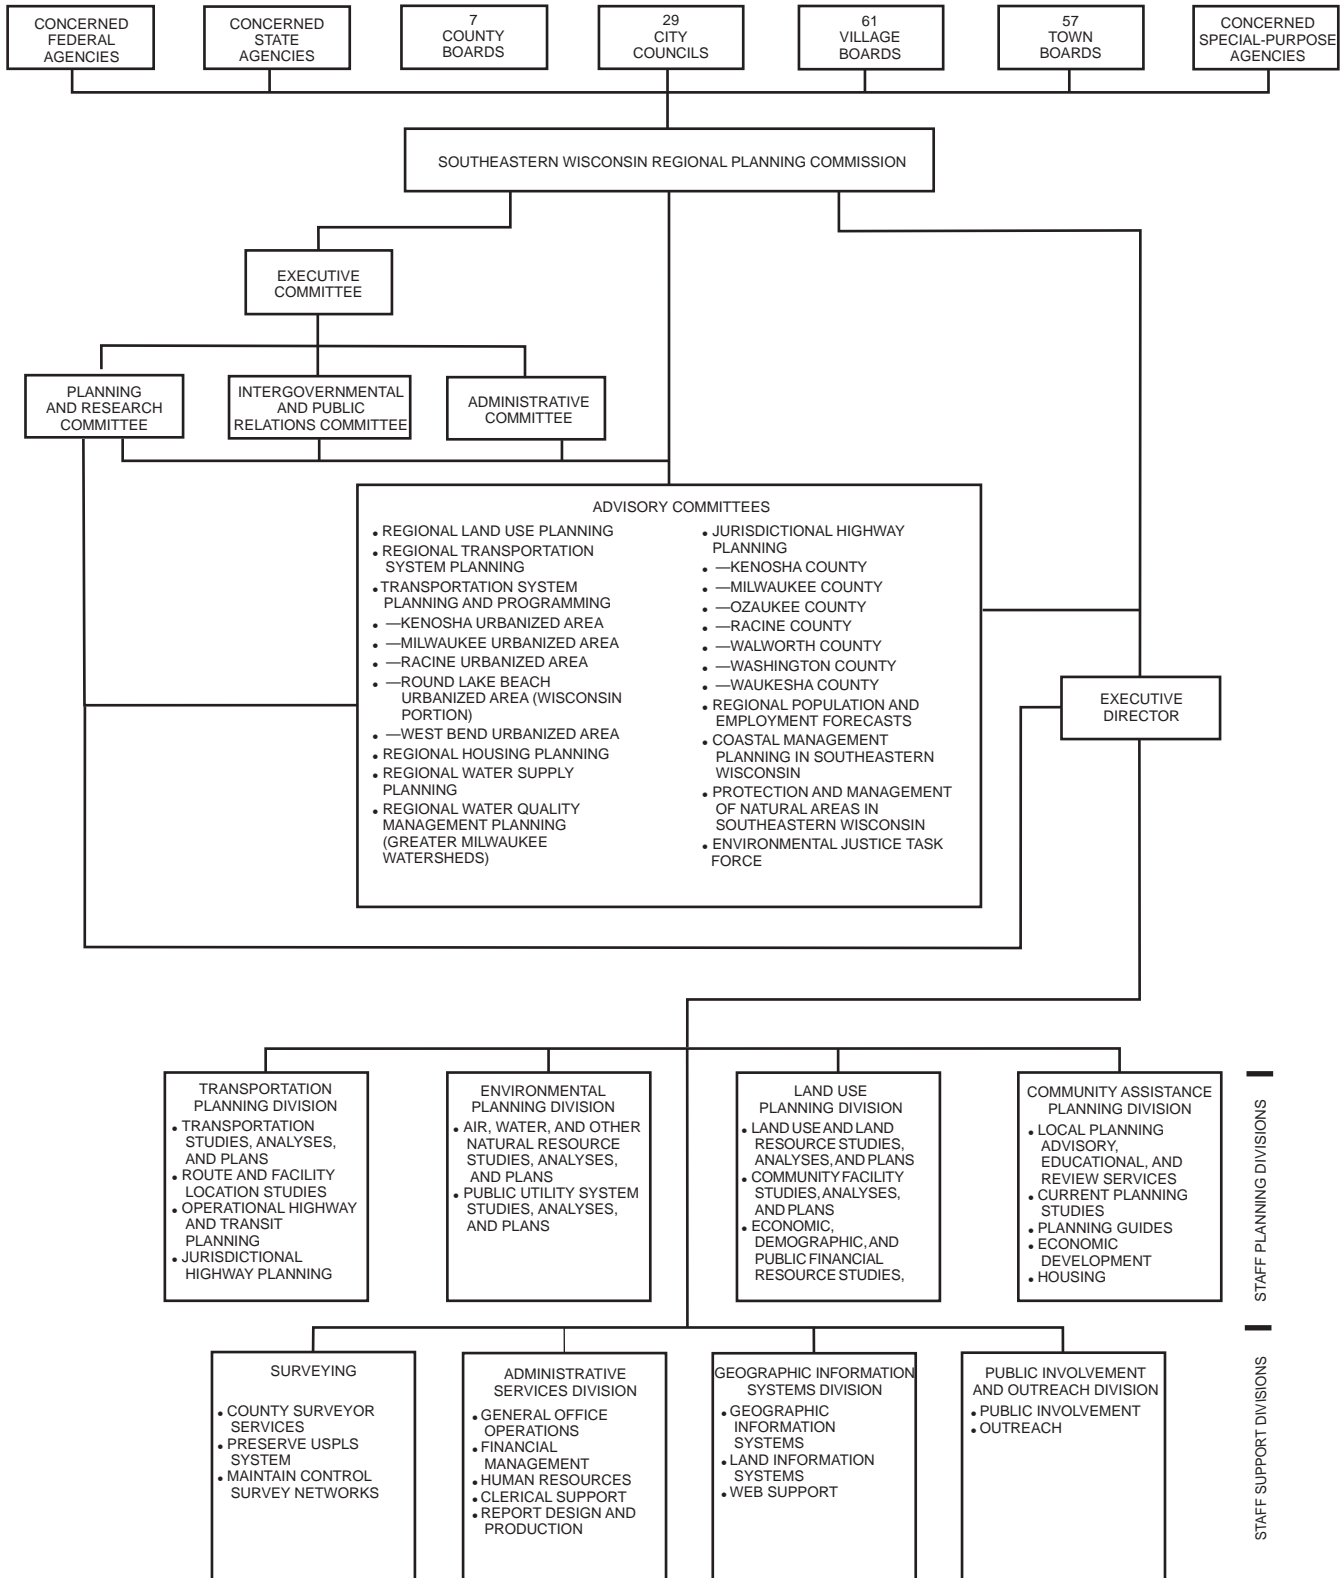 CONCERNED
FEDERAL
AGENCIES
CONCERNED
STATE
AGENCIES
7
COUNTY
BOARDS
29
CITY
COUNCILS
61
VILLAGE
BOARDS
57
TOWN
BOARDS
CONCERNED
SPECIAL-PURPOSE
AGENCIES
SOUTHEASTERN WISCONSIN REGIONAL PLANNING COMMISSION
EXECUTIVE
COMMITTEE
PLANNING
AND RESEARCH
COMMITTEE
INTERGOVERNMENTAL
AND PUBLIC
RELATIONS COMMITTEE
ADMINISTRATIVE
COMMITTEE
ADVISORY COMMITTEES
• REGIONAL LAND USE PLANNING
• REGIONAL TRANSPORTATION
SYSTEM PLANNING
• TRANSPORTATION SYSTEM
PLANNING AND PROGRAMMING
• —KENOSHA URBANIZED AREA
• —MILWAUKEE URBANIZED AREA
• —RACINE URBANIZED AREA
• —ROUND LAKE BEACH
URBANIZED AREA (WISCONSIN
PORTION)
• —WEST BEND URBANIZED AREA
• REGIONAL HOUSING PLANNING
• REGIONAL WATER SUPPLY
PLANNING
• REGIONAL WATER QUALITY
MANAGEMENT PLANNING
(GREATER MILWAUKEE
WATERSHEDS)
• JURISDICTIONAL HIGHWAY
PLANNING
• —KENOSHA COUNTY
• —MILWAUKEE COUNTY
• —OZAUKEE COUNTY
• —RACINE COUNTY
• —WALWORTH COUNTY
• —WASHINGTON COUNTY
• —WAUKESHA COUNTY
• REGIONAL POPULATION AND
EMPLOYMENT FORECASTS
• COASTAL MANAGEMENT
PLANNING IN SOUTHEASTERN
WISCONSIN
• PROTECTION AND MANAGEMENT
OF NATURAL AREAS IN
SOUTHEASTERN WISCONSIN
• ENVIRONMENTAL JUSTICE TASK
FORCE
EXECUTIVE
DIRECTOR
TRANSPORTATION
PLANNING DIVISION
• TRANSPORTATION
STUDIES, ANALYSES,
AND PLANS
• ROUTE AND FACILITY
LOCATION STUDIES
• OPERATIONAL HIGHWAY
AND TRANSIT
PLANNING
• JURISDICTIONAL
HIGHWAY PLANNING
ENVIRONMENTAL
PLANNING DIVISION
• AIR, WATER, AND OTHER
NATURAL RESOURCE
STUDIES, ANALYSES,
AND PLANS
• PUBLIC UTILITY SYSTEM
STUDIES, ANALYSES,
AND PLANS
LAND USE
PLANNING DIVISION
• LAND USE AND LAND
RESOURCE STUDIES,
ANALYSES, AND PLANS
• COMMUNITY FACILITY
STUDIES, ANALYSES,
AND PLANS
• ECONOMIC,
DEMOGRAPHIC, AND
PUBLIC FINANCIAL
RESOURCE STUDIES,
COMMUNITY ASSISTANCE
PLANNING DIVISION
• LOCAL PLANNING
ADVISORY,
EDUCATIONAL, AND
REVIEW SERVICES
• CURRENT PLANNING
STUDIES
• PLANNING GUIDES
• ECONOMIC
DEVELOPMENT
• HOUSING
STAFF PLANNING DIVISIONS
SURVEYING
• COUNTY SURVEYOR
SERVICES
• PRESERVE USPLS
SYSTEM
• MAINTAIN CONTROL
SURVEY NETWORKS
ADMINISTRATIVE
SERVICES DIVISION
• GENERAL OFFICE
OPERATIONS
• FINANCIAL
MANAGEMENT
• HUMAN RESOURCES
• CLERICAL SUPPORT
• REPORT DESIGN AND
PRODUCTION
GEOGRAPHIC INFORMATION
SYSTEMS DIVISION
• GEOGRAPHIC
INFORMATION
SYSTEMS
• LAND INFORMATION
SYSTEMS
• WEB SUPPORT
PUBLIC INVOLVEMENT
AND OUTREACH DIVISION
• PUBLIC INVOLVEMENT
• OUTREACH
STAFF SUPPORT DIVISIONS